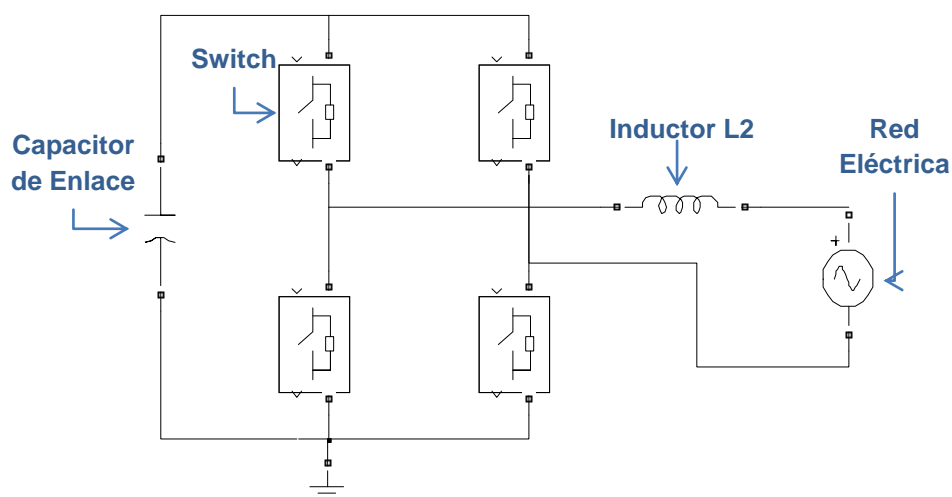 Switch
Capacitor
de Enlace
Inductor L2
Red
Eléctrica
+